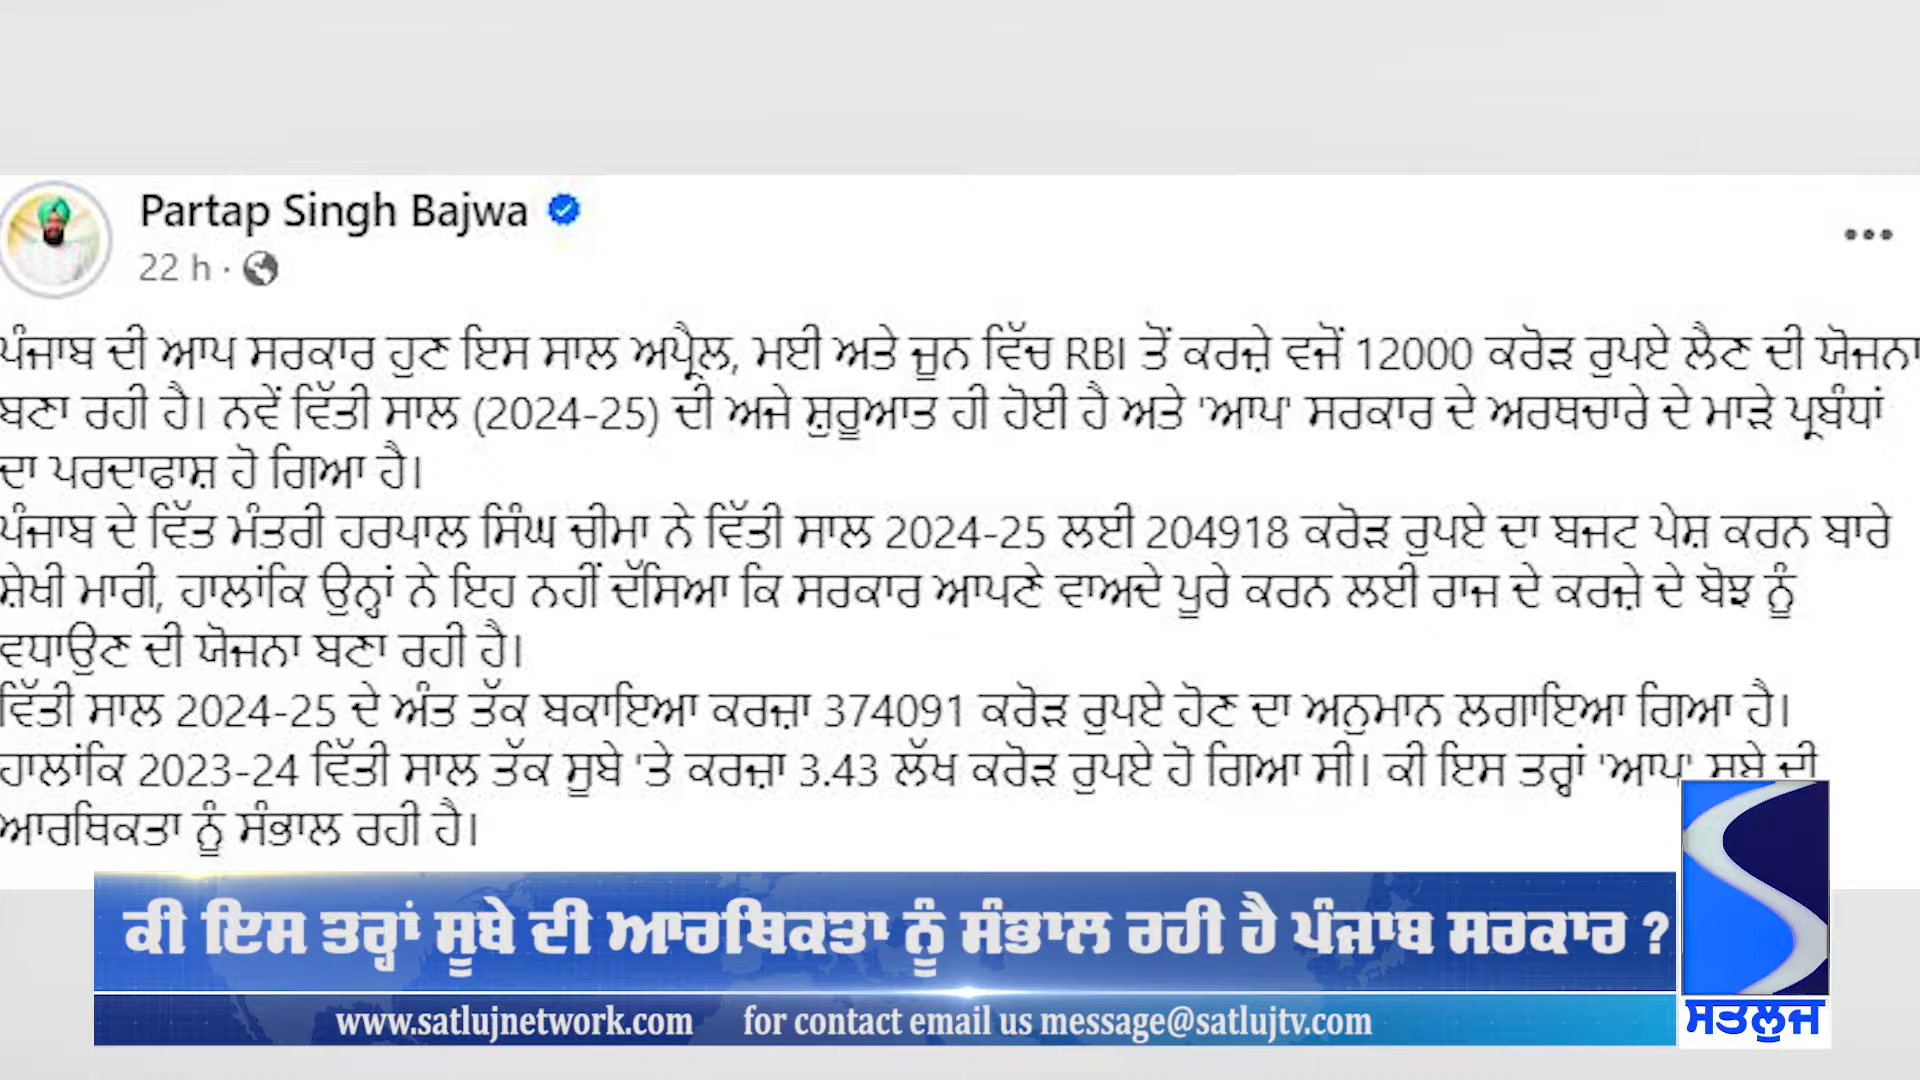 Partap Singh Bajwa
22 h ·
ਪੰਜਾਬ ਦੀ ਆਪ ਸਰਕਾਰ ਹੁਣ ਇਸ ਸਾਲ ਅਪ੍ਰੈਲ, ਮਈ ਅਤੇ ਜੂਨ ਵਿੱਚ RBI ਤੋਂ ਕਰਜ਼ੇ ਵਜੋਂ 12000 ਕਰੋੜ ਰੁਪਏ ਲੈਣ ਦੀ ਯੋਜਨਾ
ਬਣਾ ਰਹੀ ਹੈ। ਨਵੇਂ ਵਿੱਤੀ ਸਾਲ (2024-25) ਦੀ ਅਜੇ ਸ਼ੁਰੂਆਤ ਹੀ ਹੋਈ ਹੈ ਅਤੇ 'ਆਪ' ਸਰਕਾਰ ਦੇ ਅਰਥਚਾਰੇ ਦੇ ਮਾੜੇ ਪ੍ਰਬੰਧਾਂ
ਦਾ ਪਰਦਾਫਾਸ਼ ਹੋ ਗਿਆ ਹੈ।
ਪੰਜਾਬ ਦੇ ਵਿੱਤ ਮੰਤਰੀ ਹਰਪਾਲ ਸਿੰਘ ਚੀਮਾ ਨੇ ਵਿੱਤੀ ਸਾਲ 2024-25 ਲਈ 204918 ਕਰੋੜ ਰੁਪਏ ਦਾ ਬਜਟ ਪੇਸ਼ ਕਰਨ ਬਾਰੇ
ਸ਼ੇਖੀ ਮਾਰੀ, ਹਾਲਾਂਕਿ ਉਨ੍ਹਾਂ ਨੇ ਇਹ ਨਹੀਂ ਦੱਸਿਆ ਕਿ ਸਰਕਾਰ ਆਪਣੇ ਵਾਅਦੇ ਪੂਰੇ ਕਰਨ ਲਈ ਰਾਜ ਦੇ ਕਰਜ਼ੇ ਦੇ ਬੋਝ ਨੂੰ
ਵਧਾਉਣ ਦੀ ਯੋਜਨਾ ਬਣਾ ਰਹੀ ਹੈ।
ਵਿੱਤੀ ਸਾਲ 2024-25 ਦੇ ਅੰਤ ਤੱਕ ਬਕਾਇਆ ਕਰਜ਼ਾ 374091 ਕਰੋੜ ਰੁਪਏ ਹੋਣ ਦਾ ਅਨੁਮਾਨ ਲਗਾਇਆ ਗਿਆ ਹੈ।
ਹਾਲਾਂਕਿ 2023-24 ਵਿੱਤੀ ਸਾਲ ਤੱਕ ਸੂਬੇ 'ਤੇ ਕਰਜ਼ਾ 3.43 ਲੱਖ ਕਰੋੜ ਰੁਪਏ ਹੋ ਗਿਆ ਸੀ। ਕੀ ਇਸ ਤਰ੍ਹਾਂ 'ਆਪ' ਸੂਬੇ ਦੀ
ਆਰਥਿਕਤਾ ਨੂੰ ਸੰਭਾਲ ਰਹੀ ਹੈ।
ਕੀ ਇਸ ਤਰ੍ਹਾਂ ਸੂਬੇ ਦੀ ਆਰਥਿਕਤਾ ਨੂੰ ਸੰਭਾਲ ਰਹੀ ਹੈ ਪੰਜਾਬ ਸਰਕਾਰ ?
www.satlujnetwork.com for contact email us message@satlujtv.com
ਸਤਲੁਜ